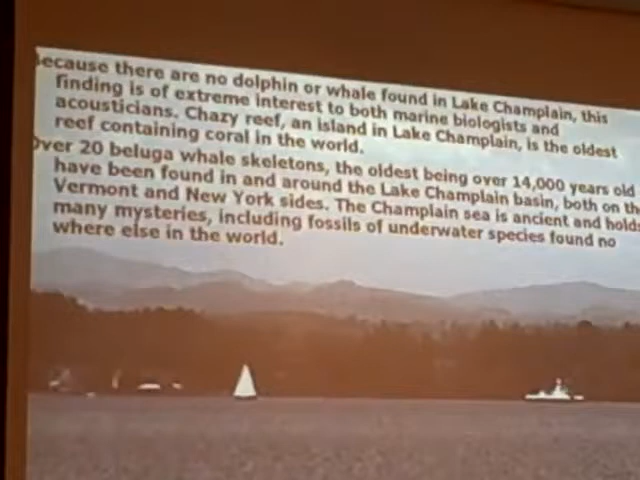 ecause there are no dolphin or whale found in Lake Champlain, this
finding is of extreme interest to both marine biologists and
acousticians. Chazy reef, an island in Lake Champlain, is the oldest
reef containing coral in the world.
Over 20 beluga whale skeletons, the oldest being over 14,000 years old
have been found in and around the Lake Champlain basin, both on th
Vermont and New York sides. The Champlain sea is ancient and holds
many mysteries, including fossils of underwater species found no
where else in the world.